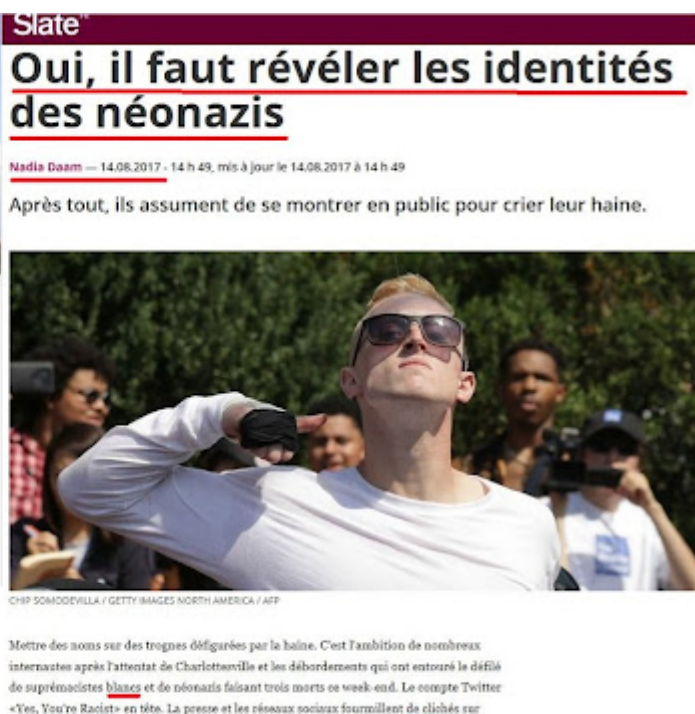 Slate
Oui, il faut révéler les identités
des néonazis
Nadia Daam — 14.08.2017 - 14 h 49, mis à jour le 14.08.2017 à 14 h 49
Après tout, ils assument de se montrer en public pour crier leur haine.
CHIP SOMODEVILLA / GETTY IMAGES NORTH AMERICA / AFP
Mettre des noms sur des trognes défigurées par la haine. C'est l'ambition de nombreux
internautes après l'attentat de Charlottesville et les débordements qui ont entouré le défilé
de suprémacistes blancs et de néonazis faisant trois morts ce week-end. Le compte Twitter
«Yes, You're Racist» en tête. La presse et les réseaux sociaux fourmillent de clichés sur